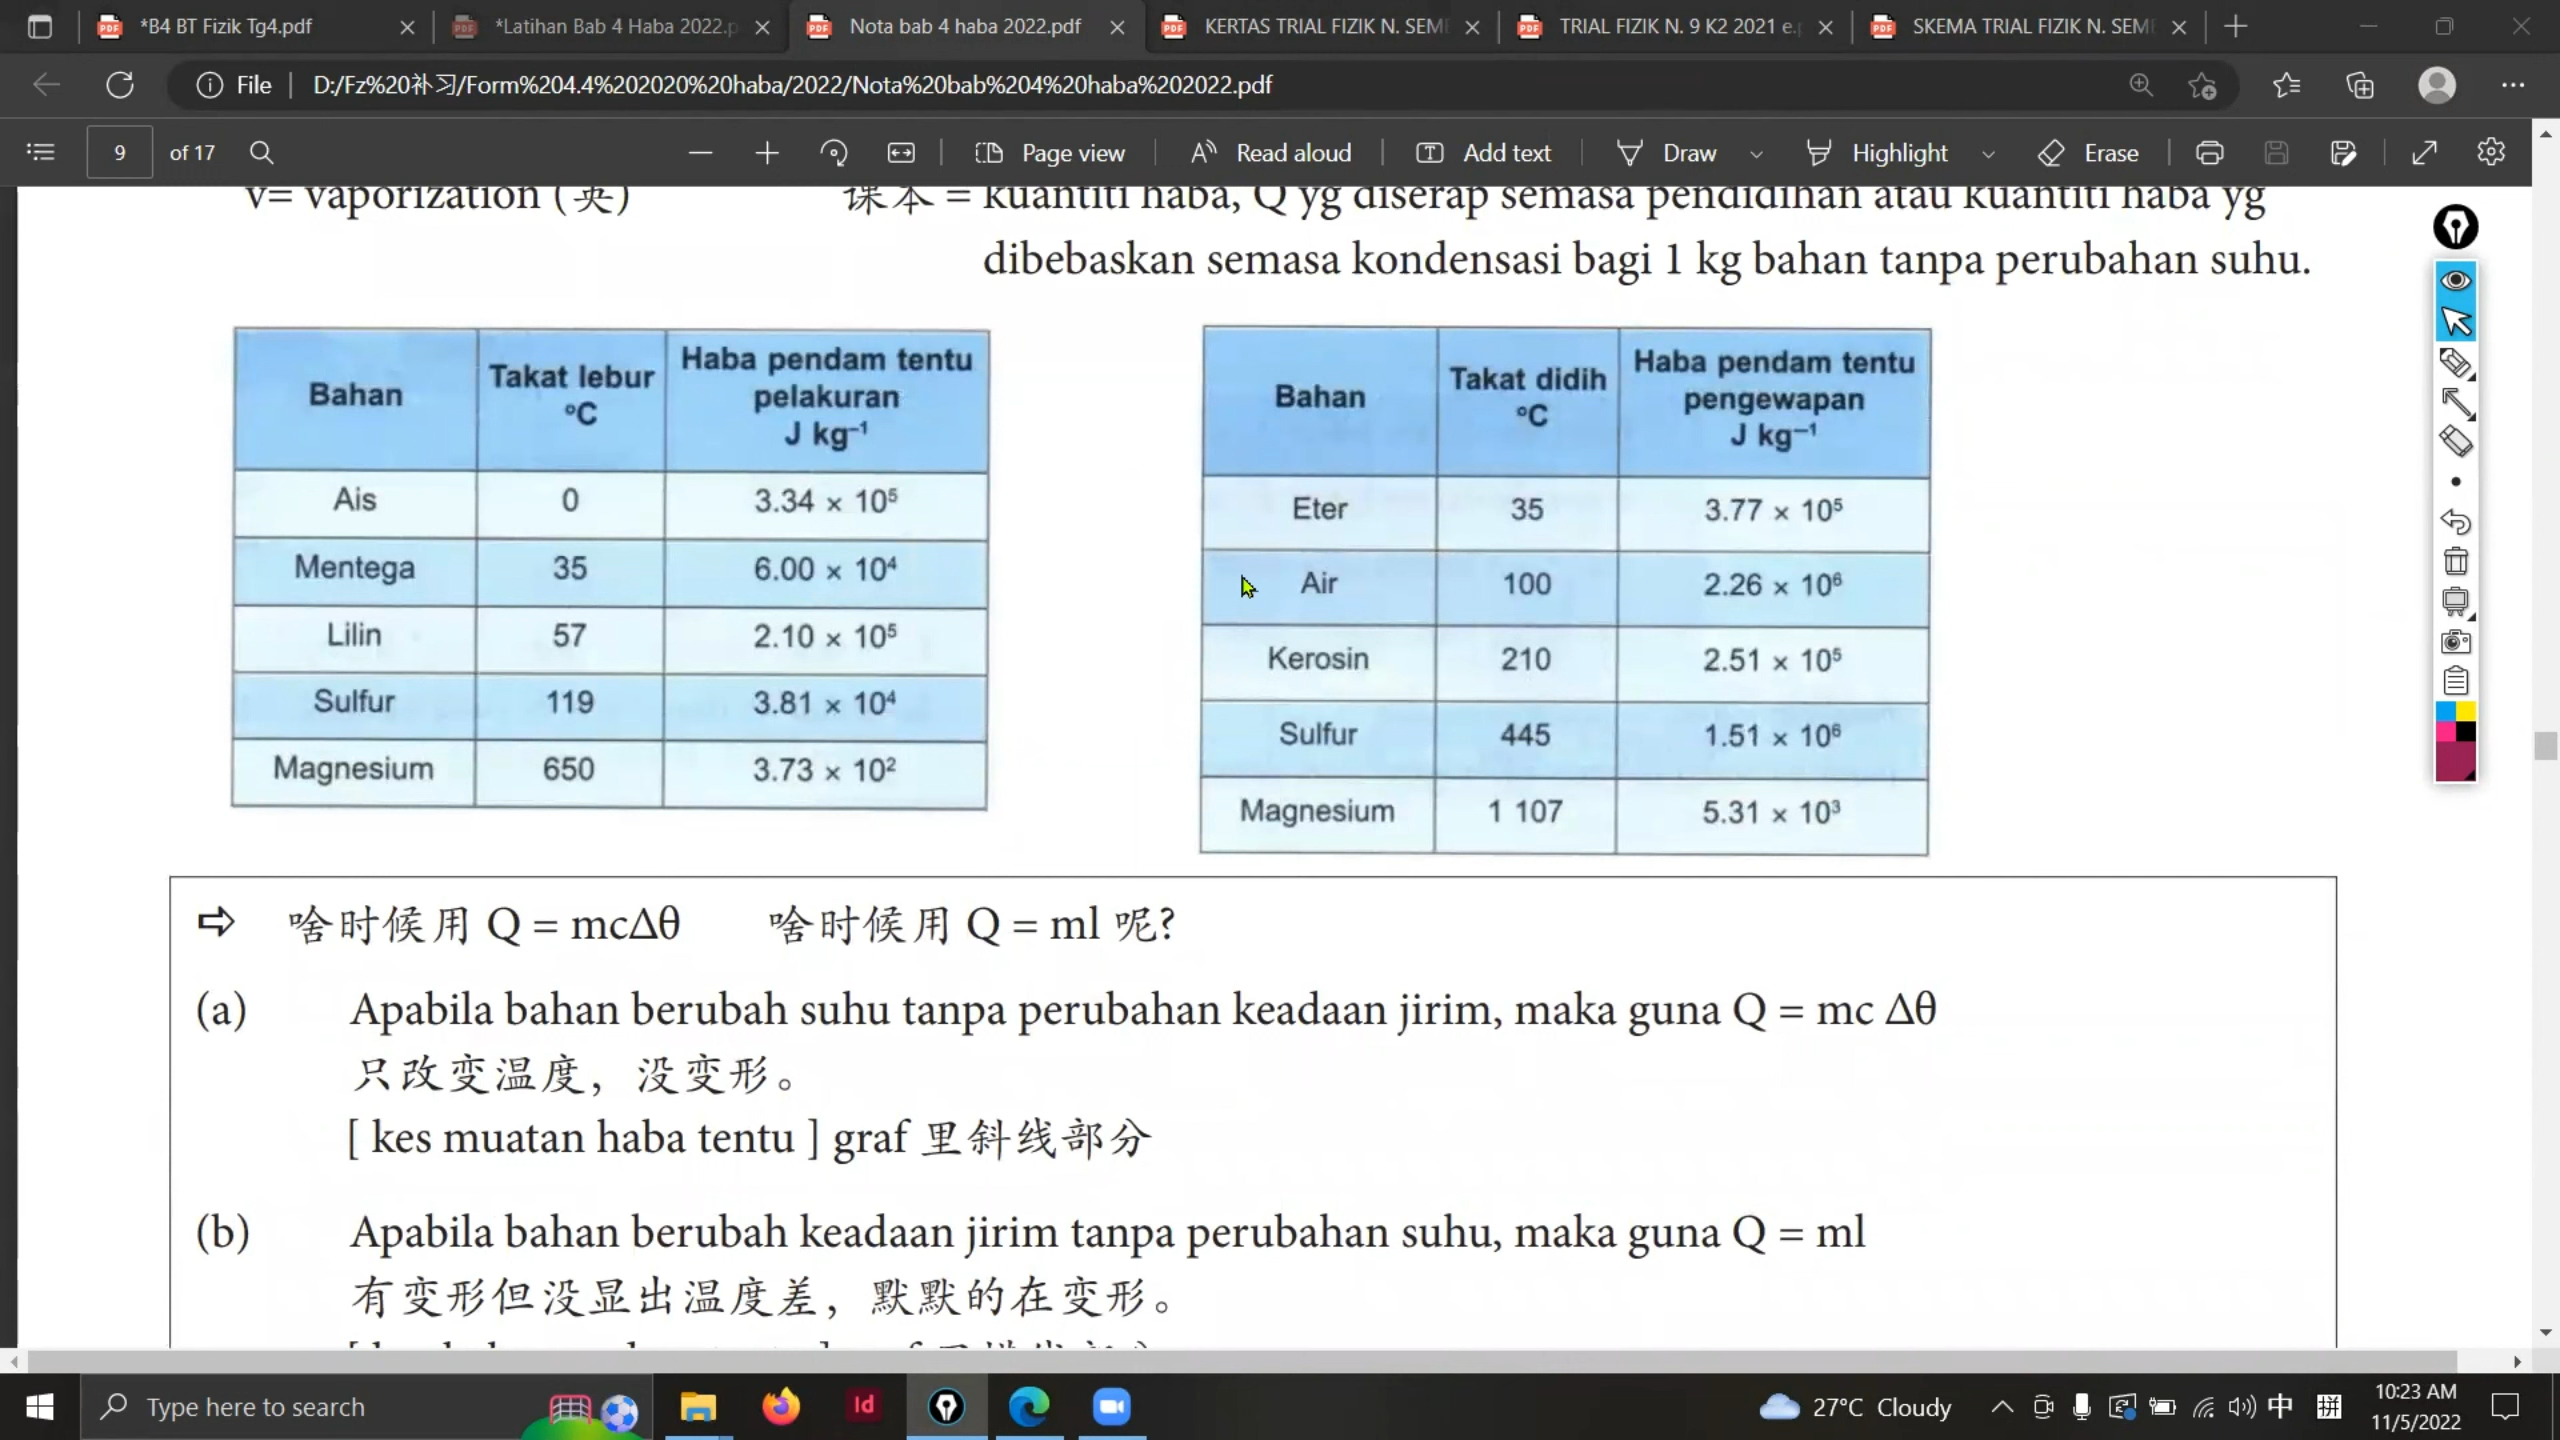 *B4 BT Fizik Tg4.pdf
*Latihan Bab 4 Haba 2022.p
Nota bab 4 haba 2022.pdf
KERTAS TRIAL FIZIK N. SEM
TRIAL FIZIK N. 9 K2 2021 e.
SKEMA TRIAL FIZIK N. SEM
File
D:/Fz%20补习/Form%204.4%202020%20haba/2022/Nota%20bab%204%20haba%202022.pdf
9 of 17
Page view
Read aloud
Add text
Draw
Highlight
Erase
v= vaporization (英) 课本 = kuantiti haba, Q yg diserap semasa pendidihan atau kuantiti haba yg
dibebaskan semasa kondensasi bagi 1 kg bahan tanpa perubahan suhu.
Bahan Takat lebur °C Haba pendam tentu pelakuran J kg⁻¹
Ais 0 3.34 × 10⁵
Mentega 35 6.00 × 10⁴
Lilin 57 2.10 × 10⁵
Sulfur 119 3.81 × 10⁴
Magnesium 650 3.73 × 10²
Bahan Takat didih °C Haba pendam tentu pengewapan J kg⁻¹
Eter 35 3.77 × 10⁵
Air 100 2.26 × 10⁶
Kerosin 210 2.51 × 10⁵
Sulfur 445 1.51 × 10⁶
Magnesium 1 107 5.31 × 10³
⇨ 啥时候用 Q = mcΔθ 啥时候用 Q = ml 呢?
(a) Apabila bahan berubah suhu tanpa perubahan keadaan jirim, maka guna Q = mc Δθ
只改变温度，没变形。
[ kes muatan haba tentu ] graf 里斜线部分
(b) Apabila bahan berubah keadaan jirim tanpa perubahan suhu, maka guna Q = ml
有变形但没显出温度差，默默的在变形。
Type here to search
Id
27°C Cloudy
中
拼
10:23 AM
11/5/2022